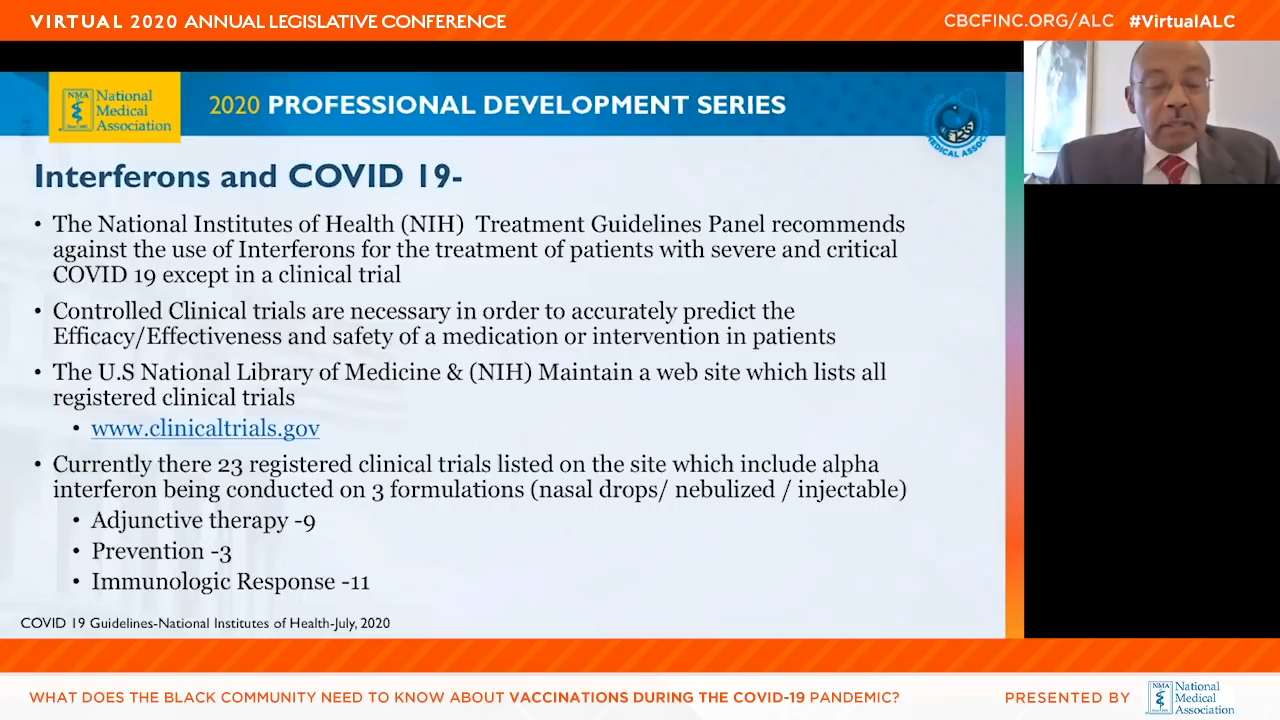 VIRTUAL 2020 ANNUAL LEGISLATIVE CONFERENCE
CBCFINC.ORG/ALC #VirtualALC
NMA
National
Medical
Association
2020 PROFESSIONAL DEVELOPMENT SERIES
Interferons and COVID 19-
• The National Institutes of Health (NIH) Treatment Guidelines Panel recommends
against the use of Interferons for the treatment of patients with severe and critical
COVID 19 except in a clinical trial
• Controlled Clinical trials are necessary in order to accurately predict the
Efficacy/Effectiveness and safety of a medication or intervention in patients
• The U.S National Library of Medicine & (NIH) Maintain a web site which lists all
registered clinical trials
• www.clinicaltrials.gov
• Currently there 23 registered clinical trials listed on the site which include alpha
interferon being conducted on 3 formulations (nasal drops/ nebulized / injectable)
• Adjunctive therapy -9
• Prevention -3
• Immunologic Response -11
COVID 19 Guidelines-National Institutes of Health-July, 2020
WHAT DOES THE BLACK COMMUNITY NEED TO KNOW ABOUT VACCINATIONS DURING THE COVID-19 PANDEMIC?
PRESENTED BY
NMA
National
Medical
Association